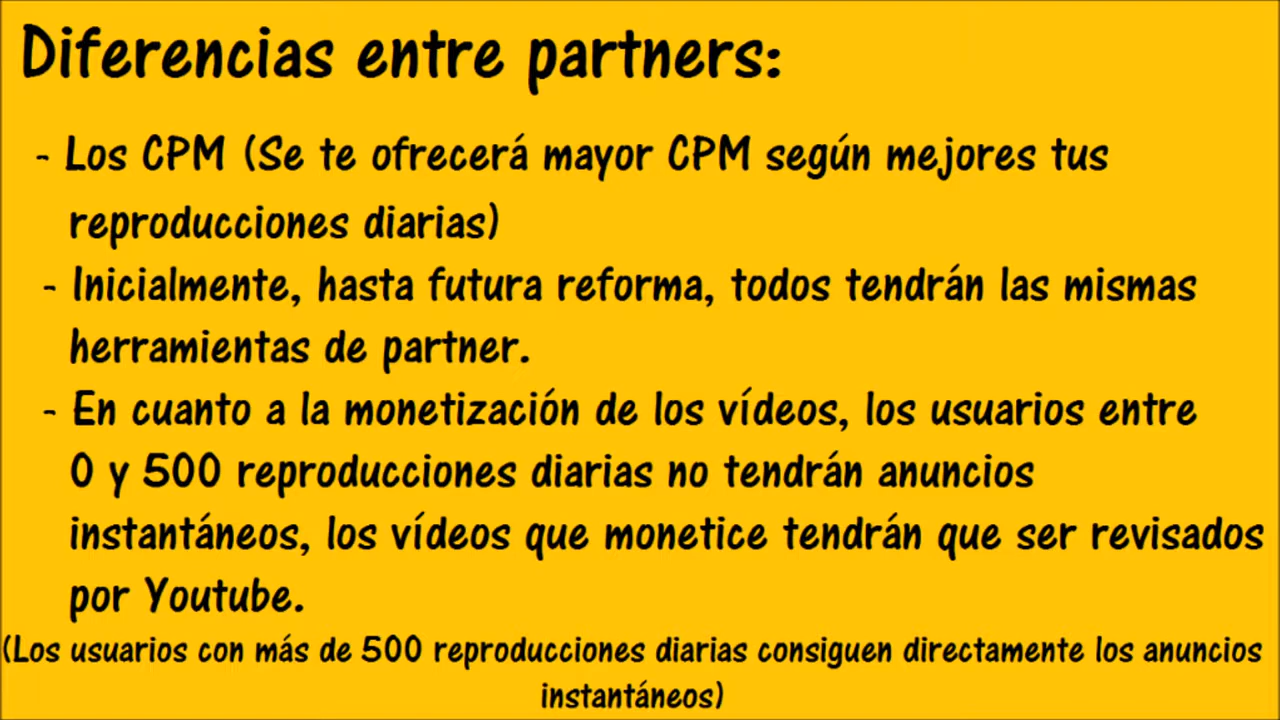 Diferencias entre partners:
- Los CPM (Se te ofrecerá mayor CPM según mejores tus
reproducciones diarias)
- Inicialmente, hasta futura reforma, todos tendrán las mismas
herramientas de partner.
- En cuanto a la monetización de los vídeos, los usuarios entre
0 y 500 reproducciones diarias no tendrán anuncios
instantáneos, los vídeos que monetice tendrán que ser revisados
por Youtube.
(Los usuarios con más de 500 reproducciones diarias consiguen directamente los anuncios
instantáneos)